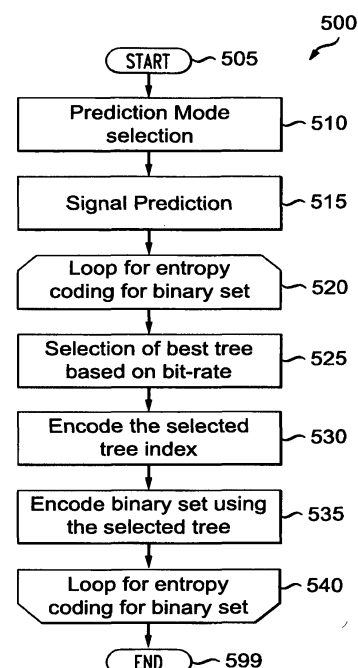 500
START 505
Prediction Mode
selection
510
Signal Prediction 515
Loop for entropy
coding for binary set
520
Selection of best tree
based on bit-rate
525
Encode the selected
tree index
530
Encode binary set using
the selected tree
535
Loop for entropy
coding for binary set
540
END 599